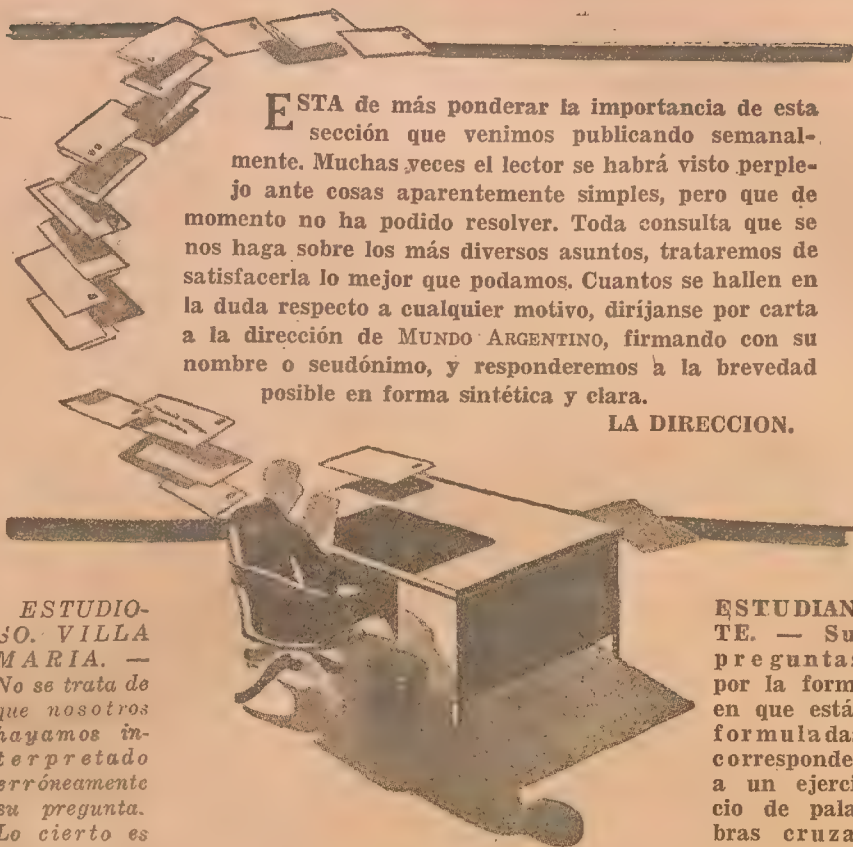 ESTA de más ponderar la importancia de esta
sección que venimos publicando semanal-
mente. Muchas veces el lector se habrá visto perple-
jo ante cosas aparentemente simples, pero que de
momento no ha podido resolver. Toda consulta que se
nos haga sobre los más diversos asuntos, trataremos de
satisfacerla lo mejor que podamos. Cuantos se hallen en
la duda respecto a cualquier motivo, diríjanse por carta
a la dirección de MUNDO ARGENTINO, firmando con su
nombre o seudónimo, y responderemos a la brevedad
posible en forma sintética y clara.
LA DIRECCION.
ESTUDIO-
SO. VILLA
MARIA. —
No se trata de
que nosotros
hayamos in-
terpretado
erróneamente
su pregunta.
Lo cierto es
ESTUDIAN
TE. — Su
pregunta
por la form
en que está
formulada
corresponde
a un ejerci
cio de pala
bras cruza